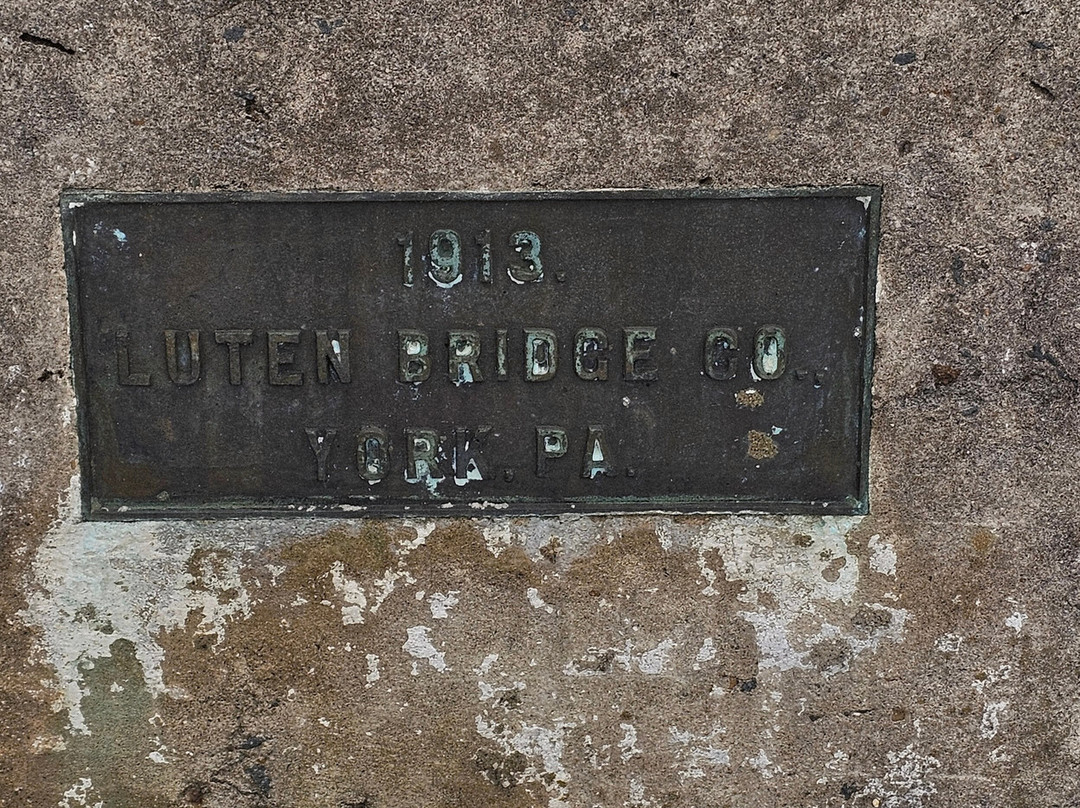 1913.
LUTEN BRIDGE CO.,
YORK, PA.